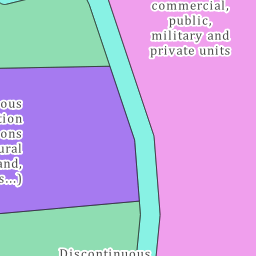 commercial,
public,
military and
private units
ous
tion
ons
ural
and,
s...)
Discontinuous